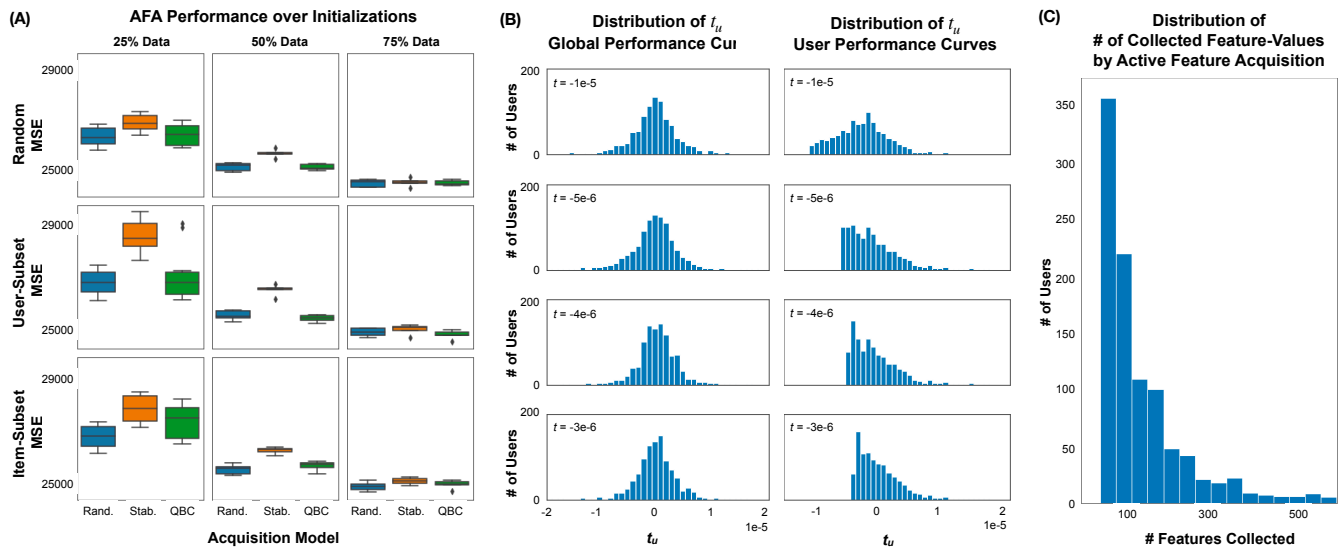 (A)
AFA Performance over Initializations
25% Data
50% Data
75% Data
Random
MSE
29000
25000
User-Subset
MSE
29000
25000
Item-Subset
MSE
29000
25000
Rand.
Stab.
QBC
Rand.
Stab.
QBC
Rand.
Stab.
QBC
Acquisition Model
(B)
Distribution of t_u
Global Performance Cur
Distribution of t_u
User Performance Curves
# of Users
200
0
t = -1e-5
t = -1e-5
# of Users
200
0
t = -5e-6
t = -5e-6
# of Users
200
0
t = -4e-6
t = -4e-6
# of Users
200
0
t = -3e-6
t = -3e-6
-2
-1
0
1
2
1e-5
t_u
-1
0
1
1e-5
t_u
(C)
Distribution of
# of Collected Feature-Values
by Active Feature Acquisition
# of Users
350
300
250
200
150
100
50
0
100
300
500
# Features Collected